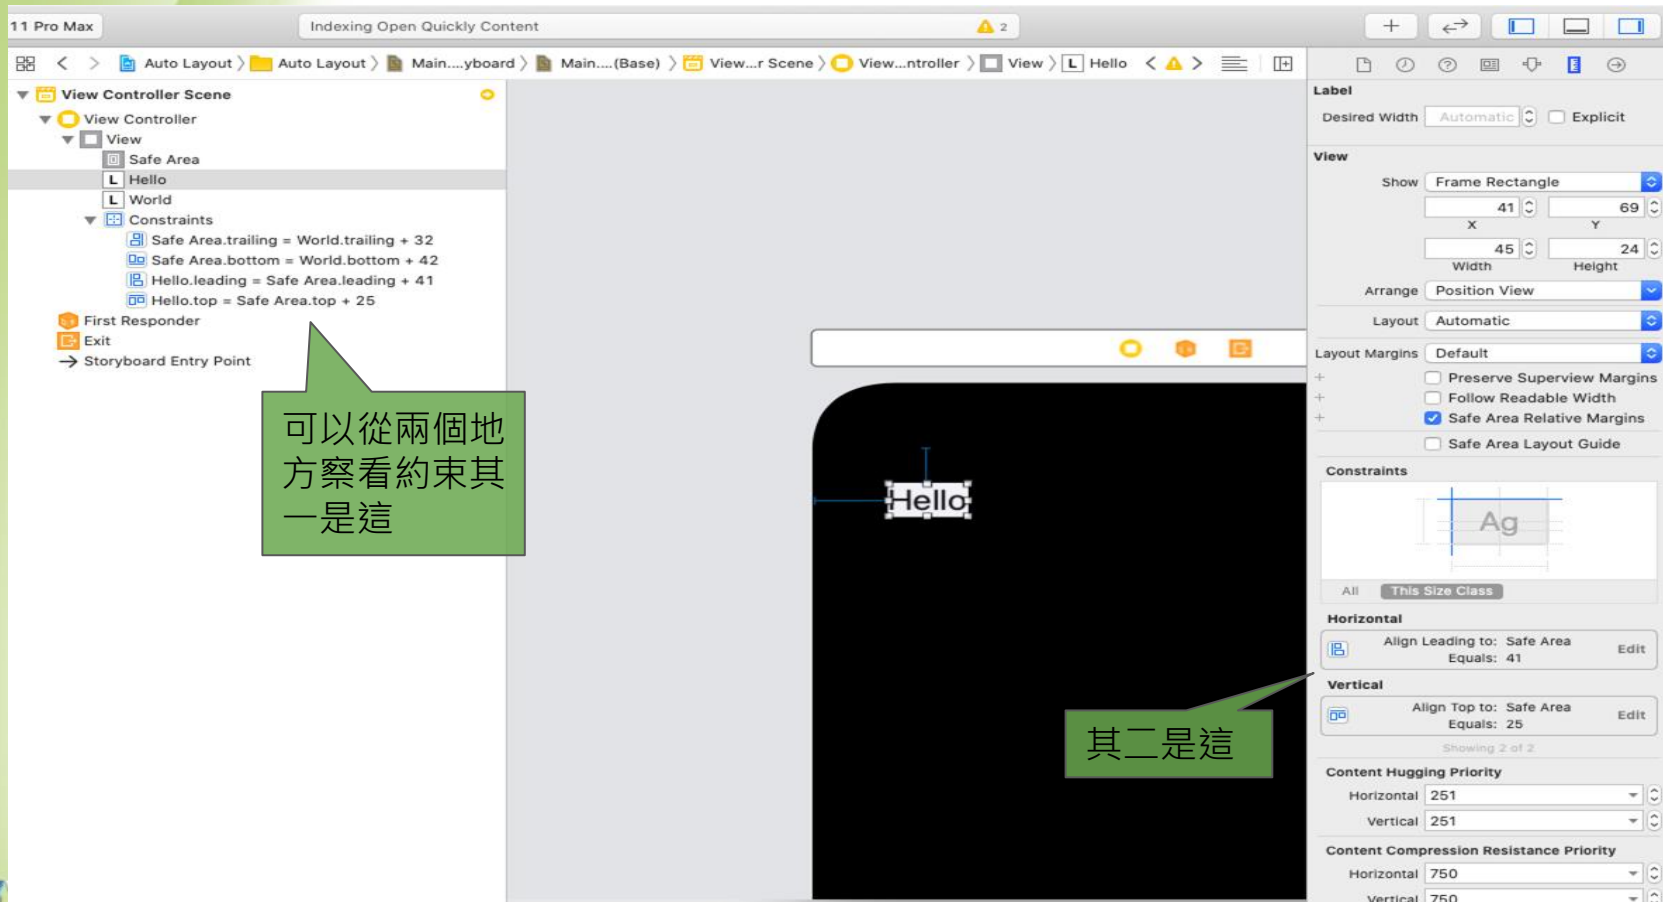 11 Pro Max
Indexing Open Quickly Content
2
Auto Layout
Auto Layout
Main....yboard
Main....(Base)
View...r Scene
View...ntroller
View
L Hello
View Controller Scene
View Controller
View
Safe Area
L Hello
L World
Constraints
Safe Area.trailing = World.trailing + 32
Safe Area.bottom = World.bottom + 42
Hello.leading = Safe Area.leading + 41
Hello.top = Safe Area.top + 25
First Responder
Exit
Storyboard Entry Point
可以從兩個地
方察看約束其
一是這
Hello
其二是這
Label
Desired Width Automatic Explicit
View
Show Frame Rectangle
41 69
X Y
45 24
Width Height
Arrange Position View
Layout Automatic
Layout Margins Default
Preserve Superview Margins
Follow Readable Width
Safe Area Relative Margins
Safe Area Layout Guide
Constraints
Ag
All This Size Class
Horizontal
Align Leading to: Safe Area
Equals: 41
Edit
Vertical
Align Top to: Safe Area
Equals: 25
Edit
Showing 2 of 2
Content Hugging Priority
Horizontal 251
Vertical 251
Content Compression Resistance Priority
Horizontal 750
Vertical 750